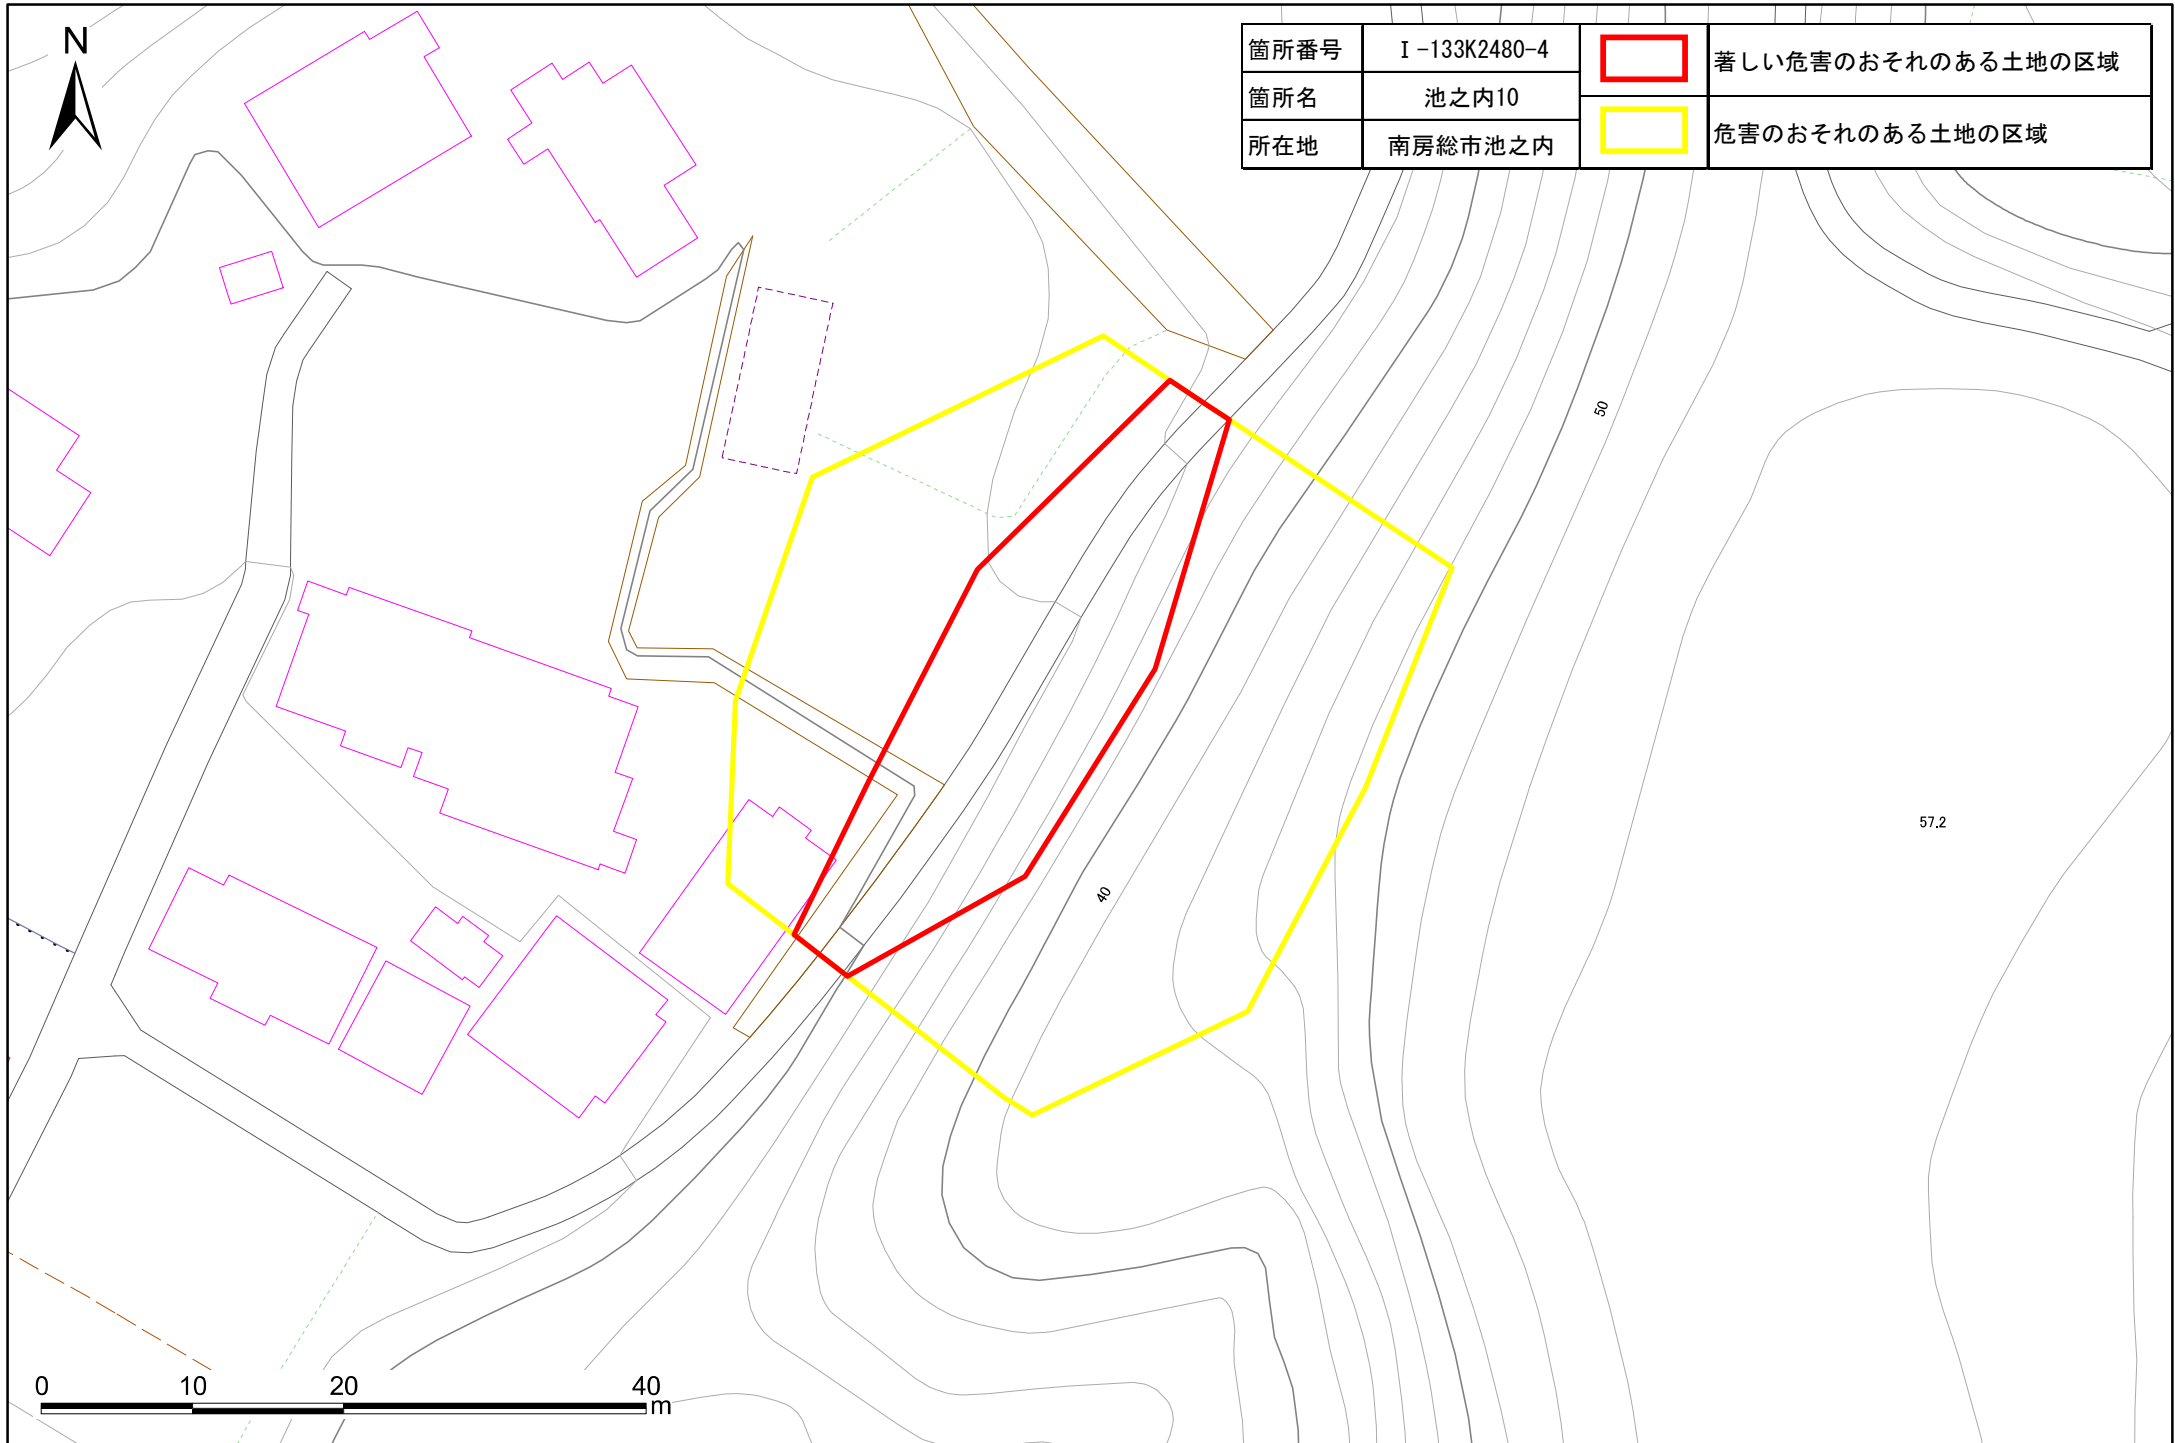 N
箇所番号 Ⅰ-133K2480-4 著しい危害のおそれのある土地の区域
箇所名 池之内10
所在地 南房総市池之内 危害のおそれのある土地の区域
50
57.2
40
0 10 20 40
m